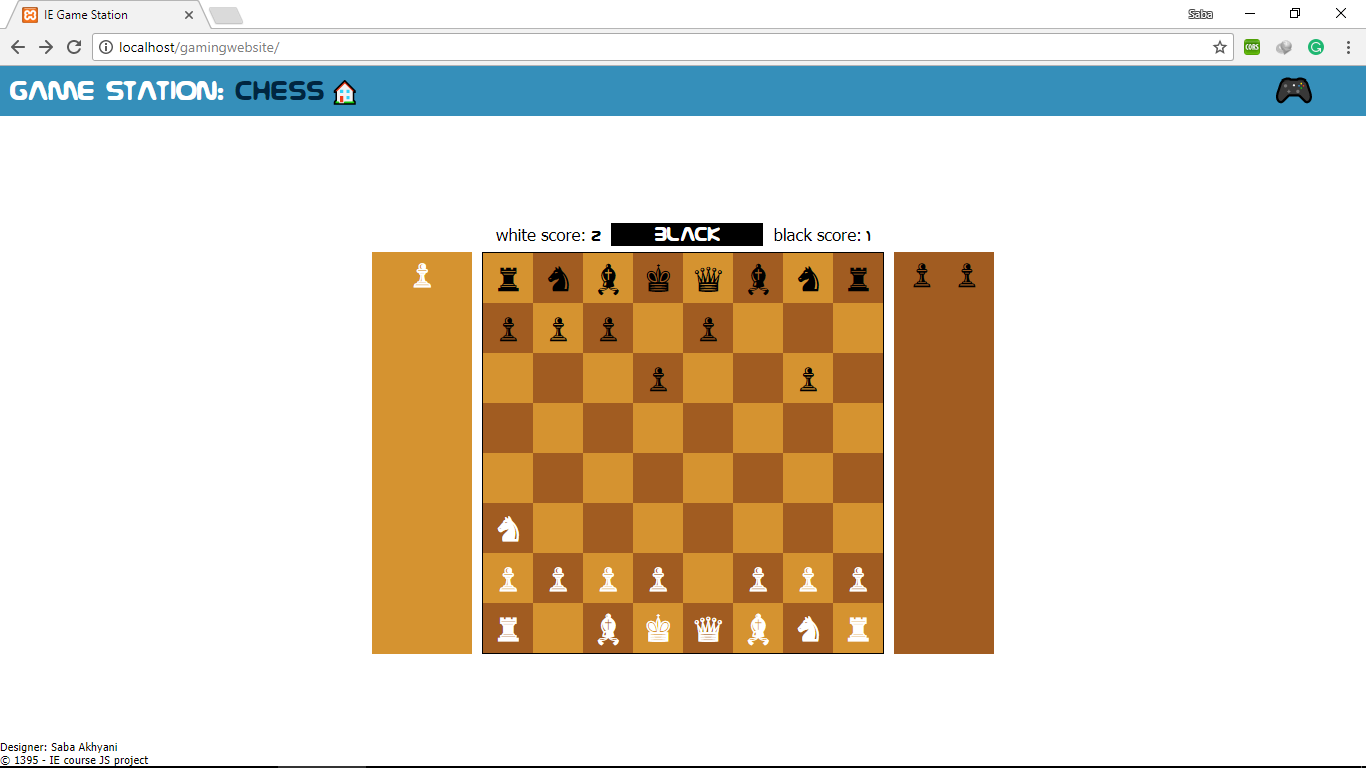 IE Game Station
Saba
localhost/gamingwebsite/
CORS
GAME STATION: CHESS
white score: 2 BLACK black score: 1
Designer: Saba Akhyani
© 1395 - IE course JS project